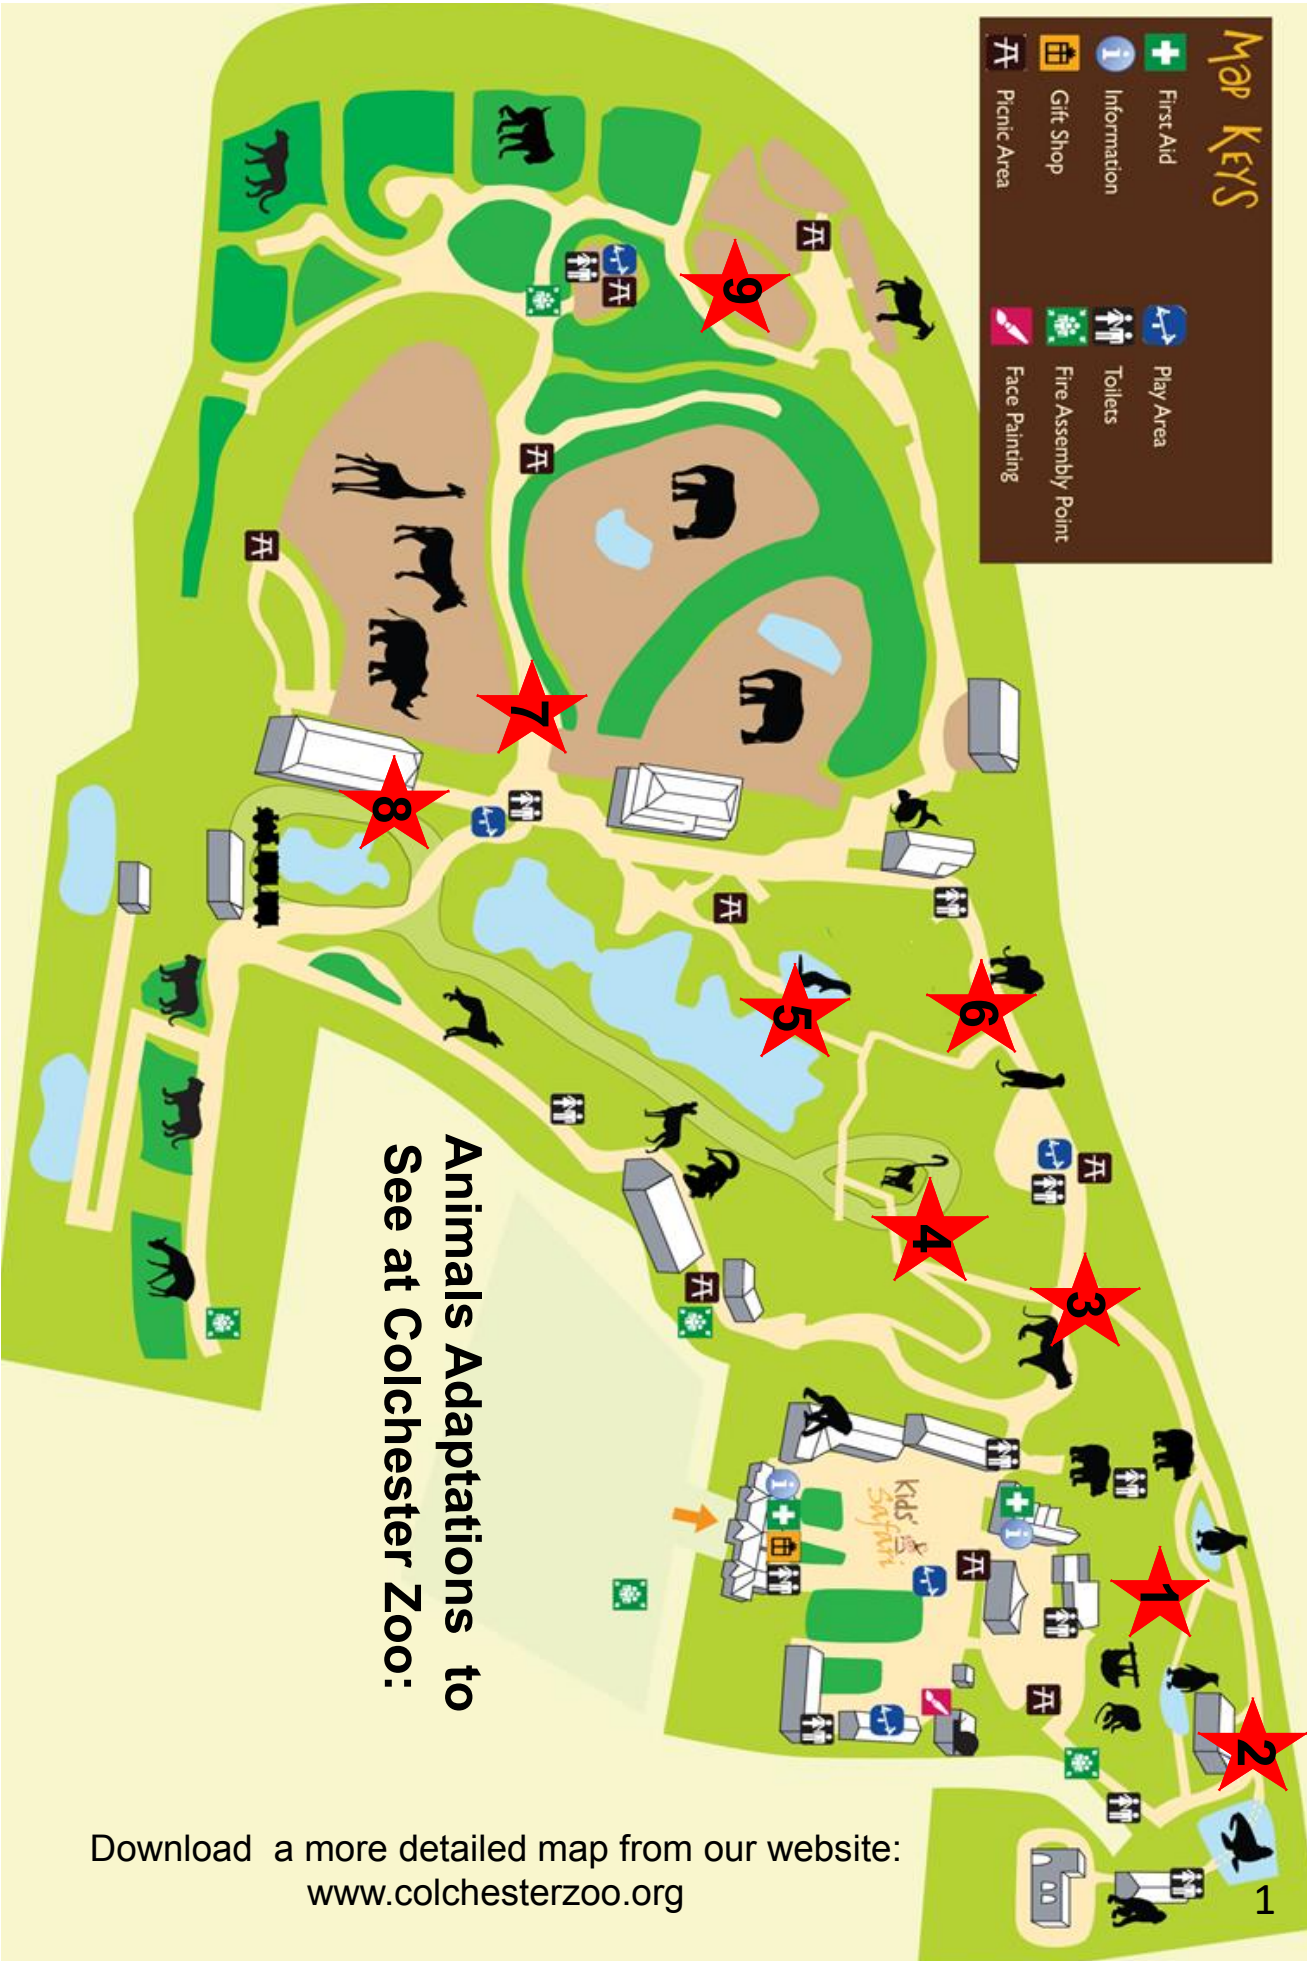 Map Keys
First Aid
Information
Gift Shop
Picnic Area
Play Area
Toilets
Fire Assembly Point
Face Painting
9
7
8
5
6
4
3
1
2
Kids'
Safari
Animals Adaptations to
See at Colchester Zoo:
Download a more detailed map from our website:
www.colchesterzoo.org
1